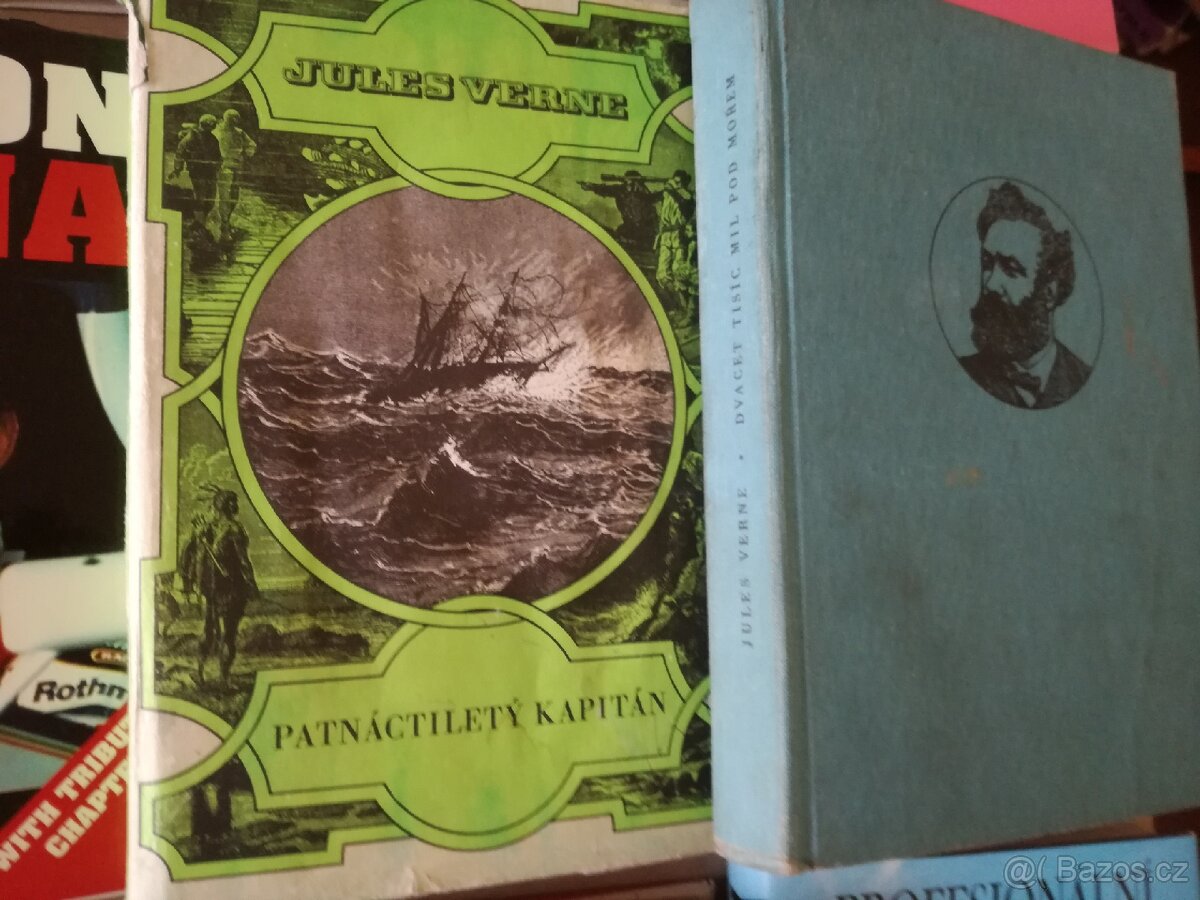 ON
NA
Rothm
WITH TRIBU
CHAPT
JULES VERNE
PATNÁCTILETÝ KAPITÁN
JULES VERNE • DVACET TISÍC MIL POD MOŘEM
PROFESIONÁLNÍ
@( Bazos.cz